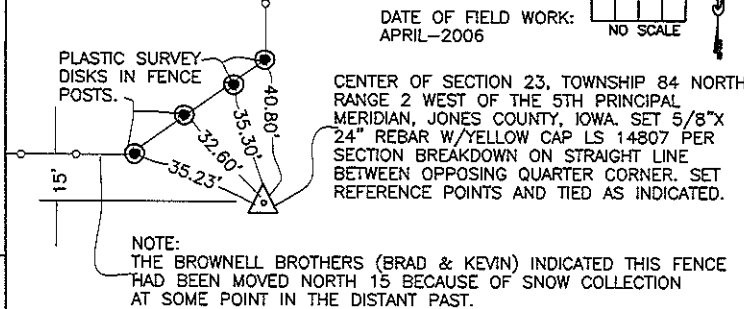 DATE OF FIELD WORK:
APRIL-2006
NO SCALE
PLASTIC SURVEY
DISKS IN FENCE
POSTS.
40.80'
35.30'
32.60'
35.23'
15'
CENTER OF SECTION 23, TOWNSHIP 84 NORTH
RANGE 2 WEST OF THE 5TH PRINCIPAL
MERIDIAN, JONES COUNTY, IOWA. SET 5/8"X
24" REBAR W/YELLOW CAP LS 14807 PER
SECTION BREAKDOWN ON STRAIGHT LINE
BETWEEN OPPOSING QUARTER CORNER. SET
REFERENCE POINTS AND TIED AS INDICATED.
NOTE:
THE BROWNELL BROTHERS (BRAD & KEVIN) INDICATED THIS FENCE
HAD BEEN MOVED NORTH 15 BECAUSE OF SNOW COLLECTION
AT SOME POINT IN THE DISTANT PAST.